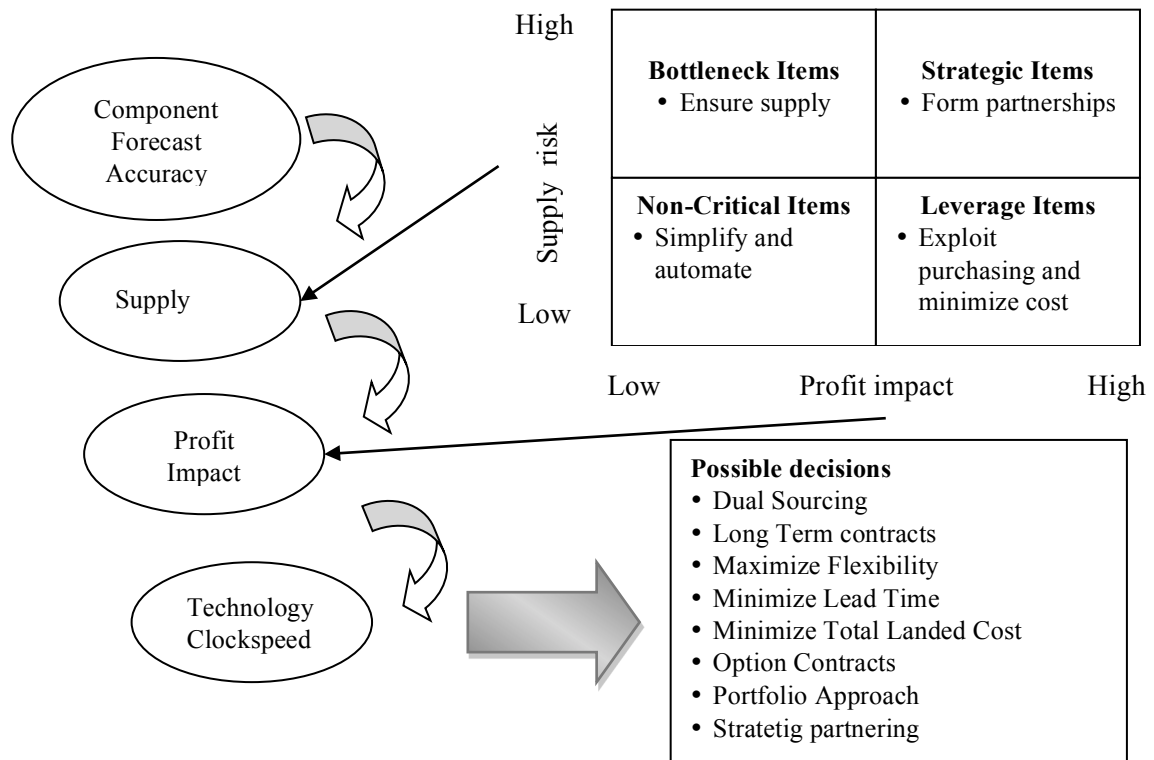 Component
Forecast
Accuracy
Supply
Profit
Impact
Technology
Clockspeed
High
Supply risk
Low
Bottleneck Items
• Ensure supply
Strategic Items
• Form partnerships
Non-Critical Items
• Simplify and
automate
Leverage Items
• Exploit
purchasing and
minimize cost
Low
Profit impact
High
Possible decisions
• Dual Sourcing
• Long Term contracts
• Maximize Flexibility
• Minimize Lead Time
• Minimize Total Landed Cost
• Option Contracts
• Portfolio Approach
• Stratetig partnering